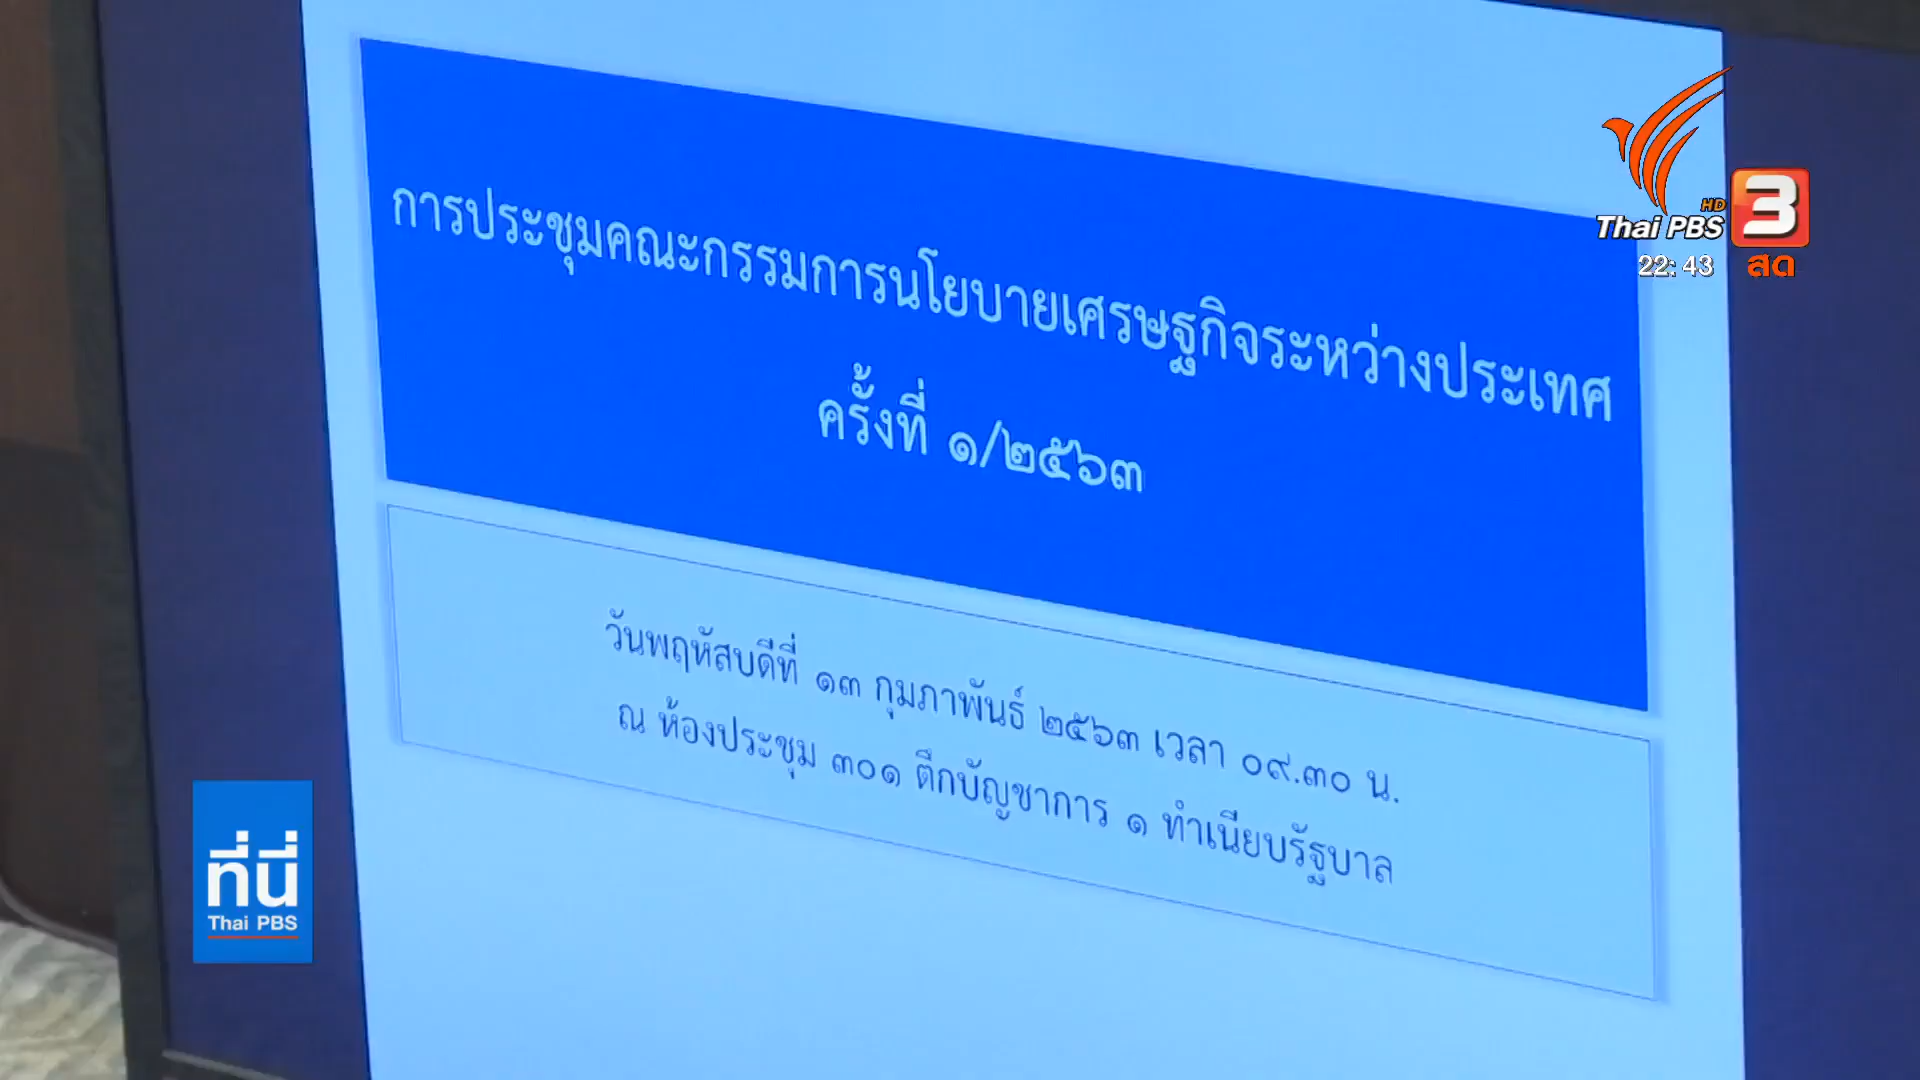 การประชุมคณะกรรมการนโยบายเศรษฐกิจระหว่างประเทศ
ครั้งที่ ๑/๒๕๖๓
วันพฤหัสบดีที่ ๑๓ กุมภาพันธ์ ๒๕๖๓ เวลา ๐๙.๓๐ น.
ณ ห้องประชุม ๓๐๑ ตึกบัญชาการ ๑ ทำเนียบรัฐบาล
HD
Thai PBS 3
22:43 สด
ที่นี่
Thai PBS